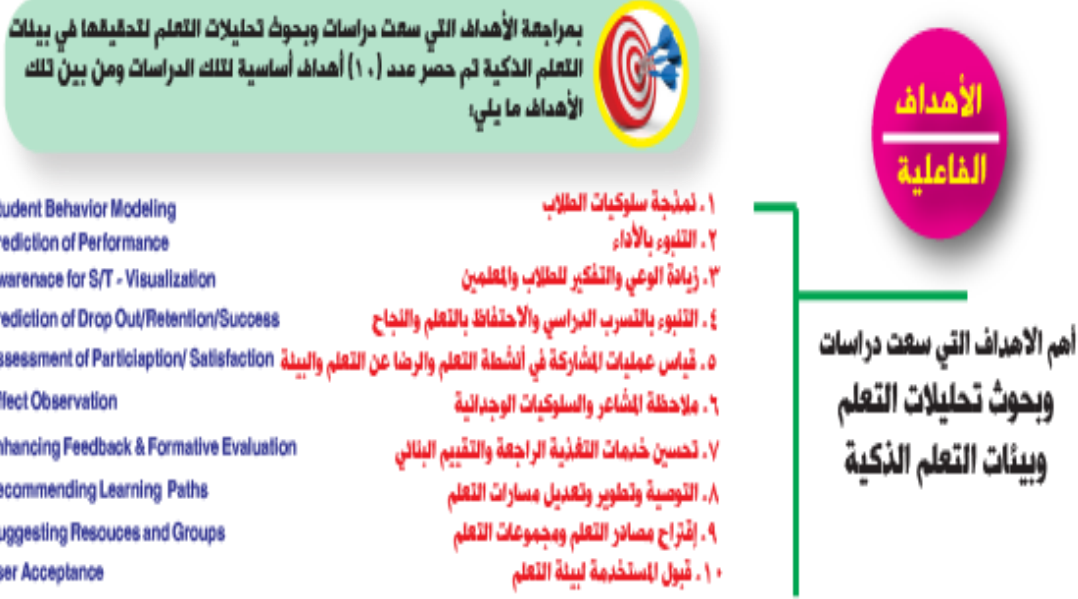 بمراجعة الأهداف التي سعت دراسات وبحوث تحليلات التعلم لتحقيقها في بيئات
التعلم الذكية تم حصر عدد (١٠) أهداف أساسية لتلك الدراسات ومن بين تلك
الأهداف ما يلي:
الأهداف
الفاعلية
أهم الاهداف التي سعت دراسات
وبحوث تحليلات التعلم
وبيئات التعلم الذكية
١. نمذجة سلوكيات الطلاب tudent Behavior Modeling
٢. التنبوء بالأداء rediction of Performance
٣. زيادة الوعي والتفكير للطلاب والمعلمين warenace for S/T - Visualization
٤. التنبوء بالتسرب الدراسي والاحتفاظ بالتعلم والنجاح rediction of Drop Out/Retention/Success
٥. قياس عمليات المشاركة في أنشطة التعلم والرضا عن التعلم والبيئة ssessment of Particiaption/ Satisfaction
٦. ملاحظة المشاعر والسلوكيات الوجدانية ffect Observation
٧. تحسين خدمات التغذية الراجعة والتقييم البنائي nhancing Feedback & Formative Evaluation
٨. التوصية وتطوير وتعديل مسارات التعلم ecommending Learning Paths
٩. إقتراح مصادر التعلم ومجموعات التعلم uggesting Resouces and Groups
١٠. قبول المستخدمة لبيئة التعلم ser Acceptance